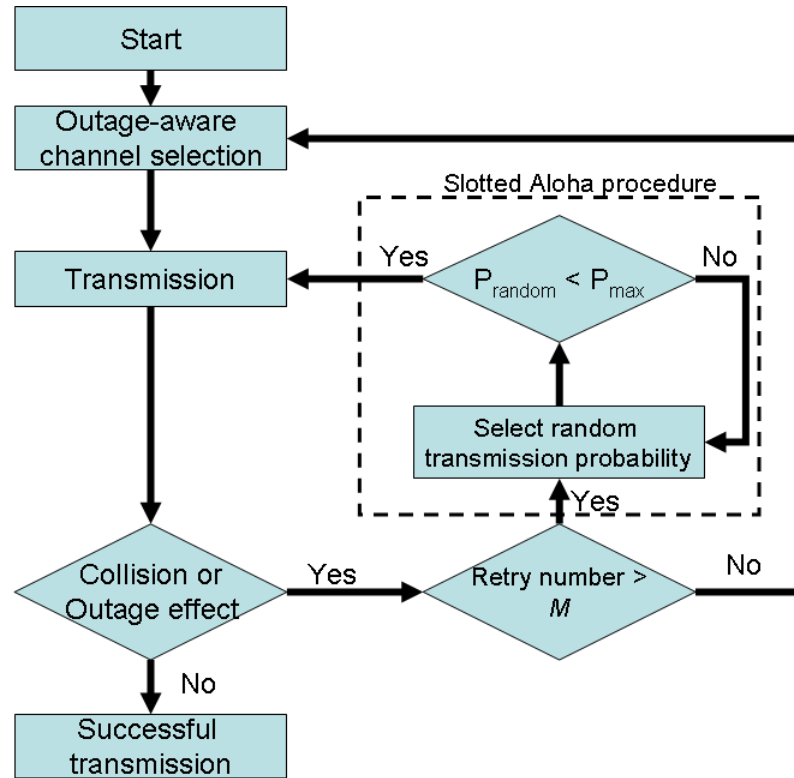 Start
Outage-aware
channel selection
Slotted Aloha procedure
Transmission
Yes
P_random < P_max
No
Select random
transmission probability
Yes
Collision or
Outage effect
Yes
Retry number >
M
No
No
Successful
transmission